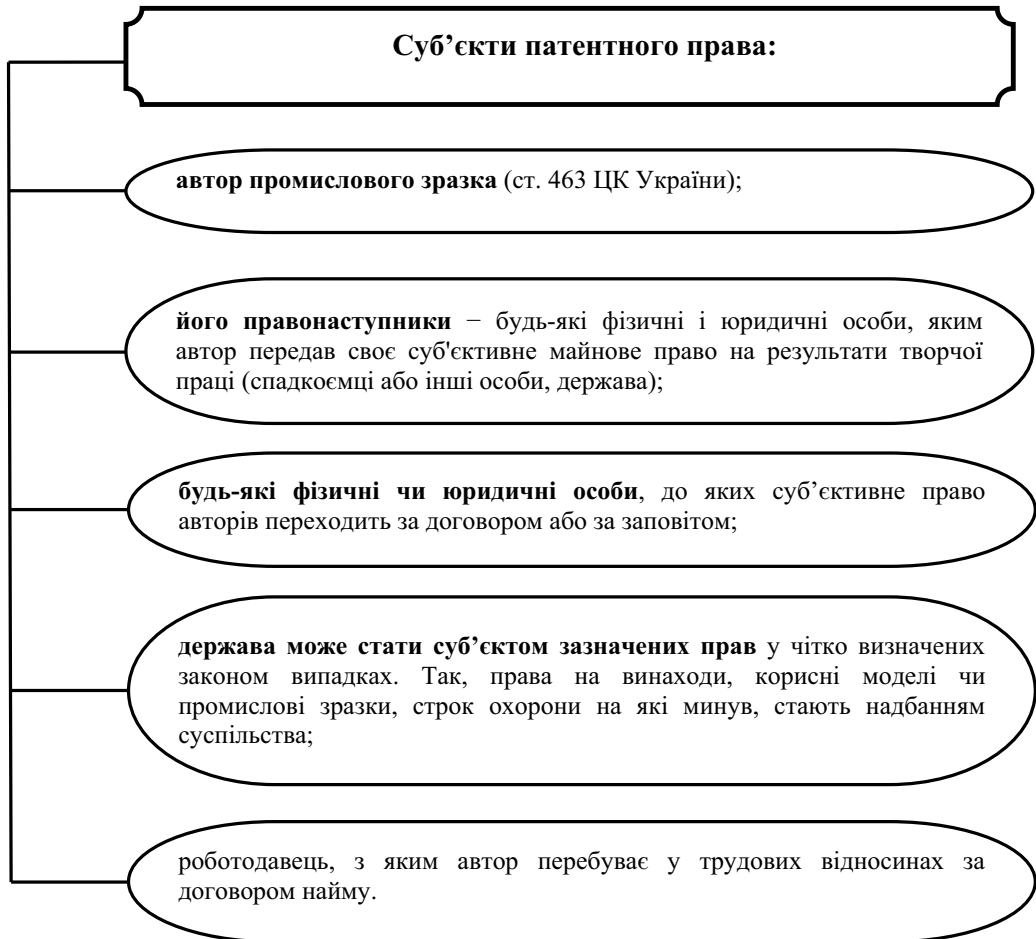 Суб’єкти патентного права:
автор промислового зразка (ст. 463 ЦК України);
його правонаступники − будь-які фізичні і юридичні особи, яким
автор передав своє суб'єктивне майнове право на результати творчої
праці (спадкоємці або інші особи, держава);
будь-які фізичні чи юридичні особи, до яких суб’єктивне право
авторів переходить за договором або за заповітом;
держава може стати суб’єктом зазначених прав у чітко визначених
законом випадках. Так, права на винаходи, корисні моделі чи
промислові зразки, строк охорони на які минув, стають надбанням
суспільства;
роботодавець, з яким автор перебуває у трудових відносинах за
договором найму.